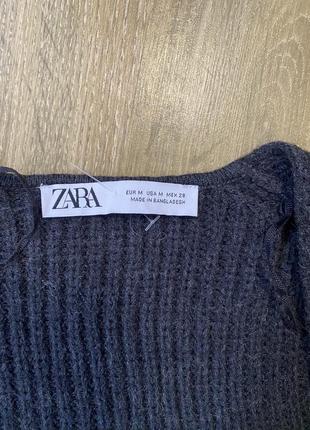 ZARA
EUR M USA M MEX 28
MADE IN BANGLADESH